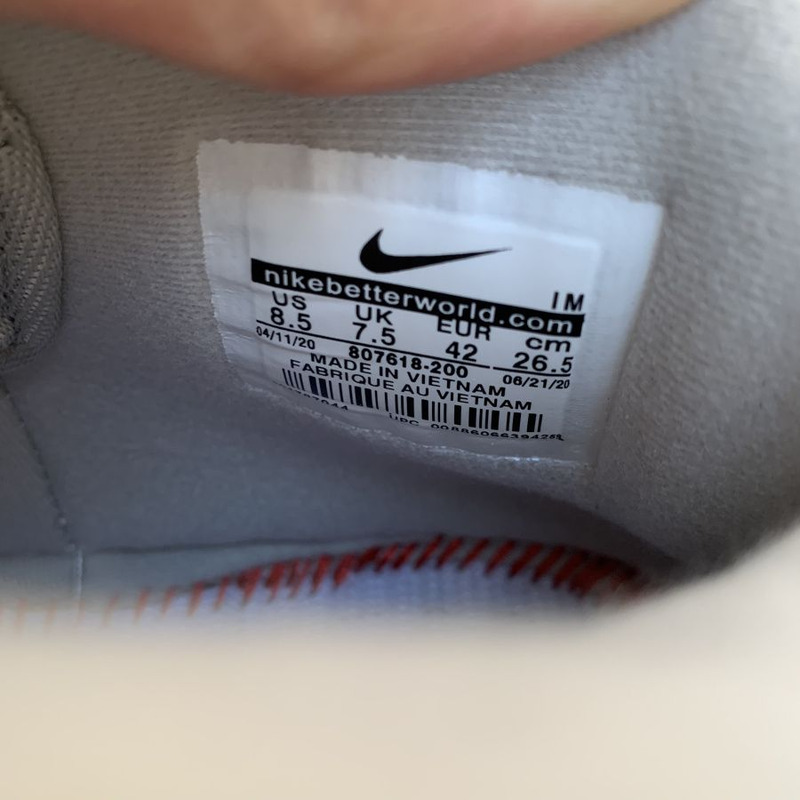 IM
nikebetterworld.com
US UK EUR cm
8.5 7.5 42 26.5
04/11/20 807618-200 06/21/20
MADE IN VIETNAM
FABRIQUE AU VIETNAM
UPC